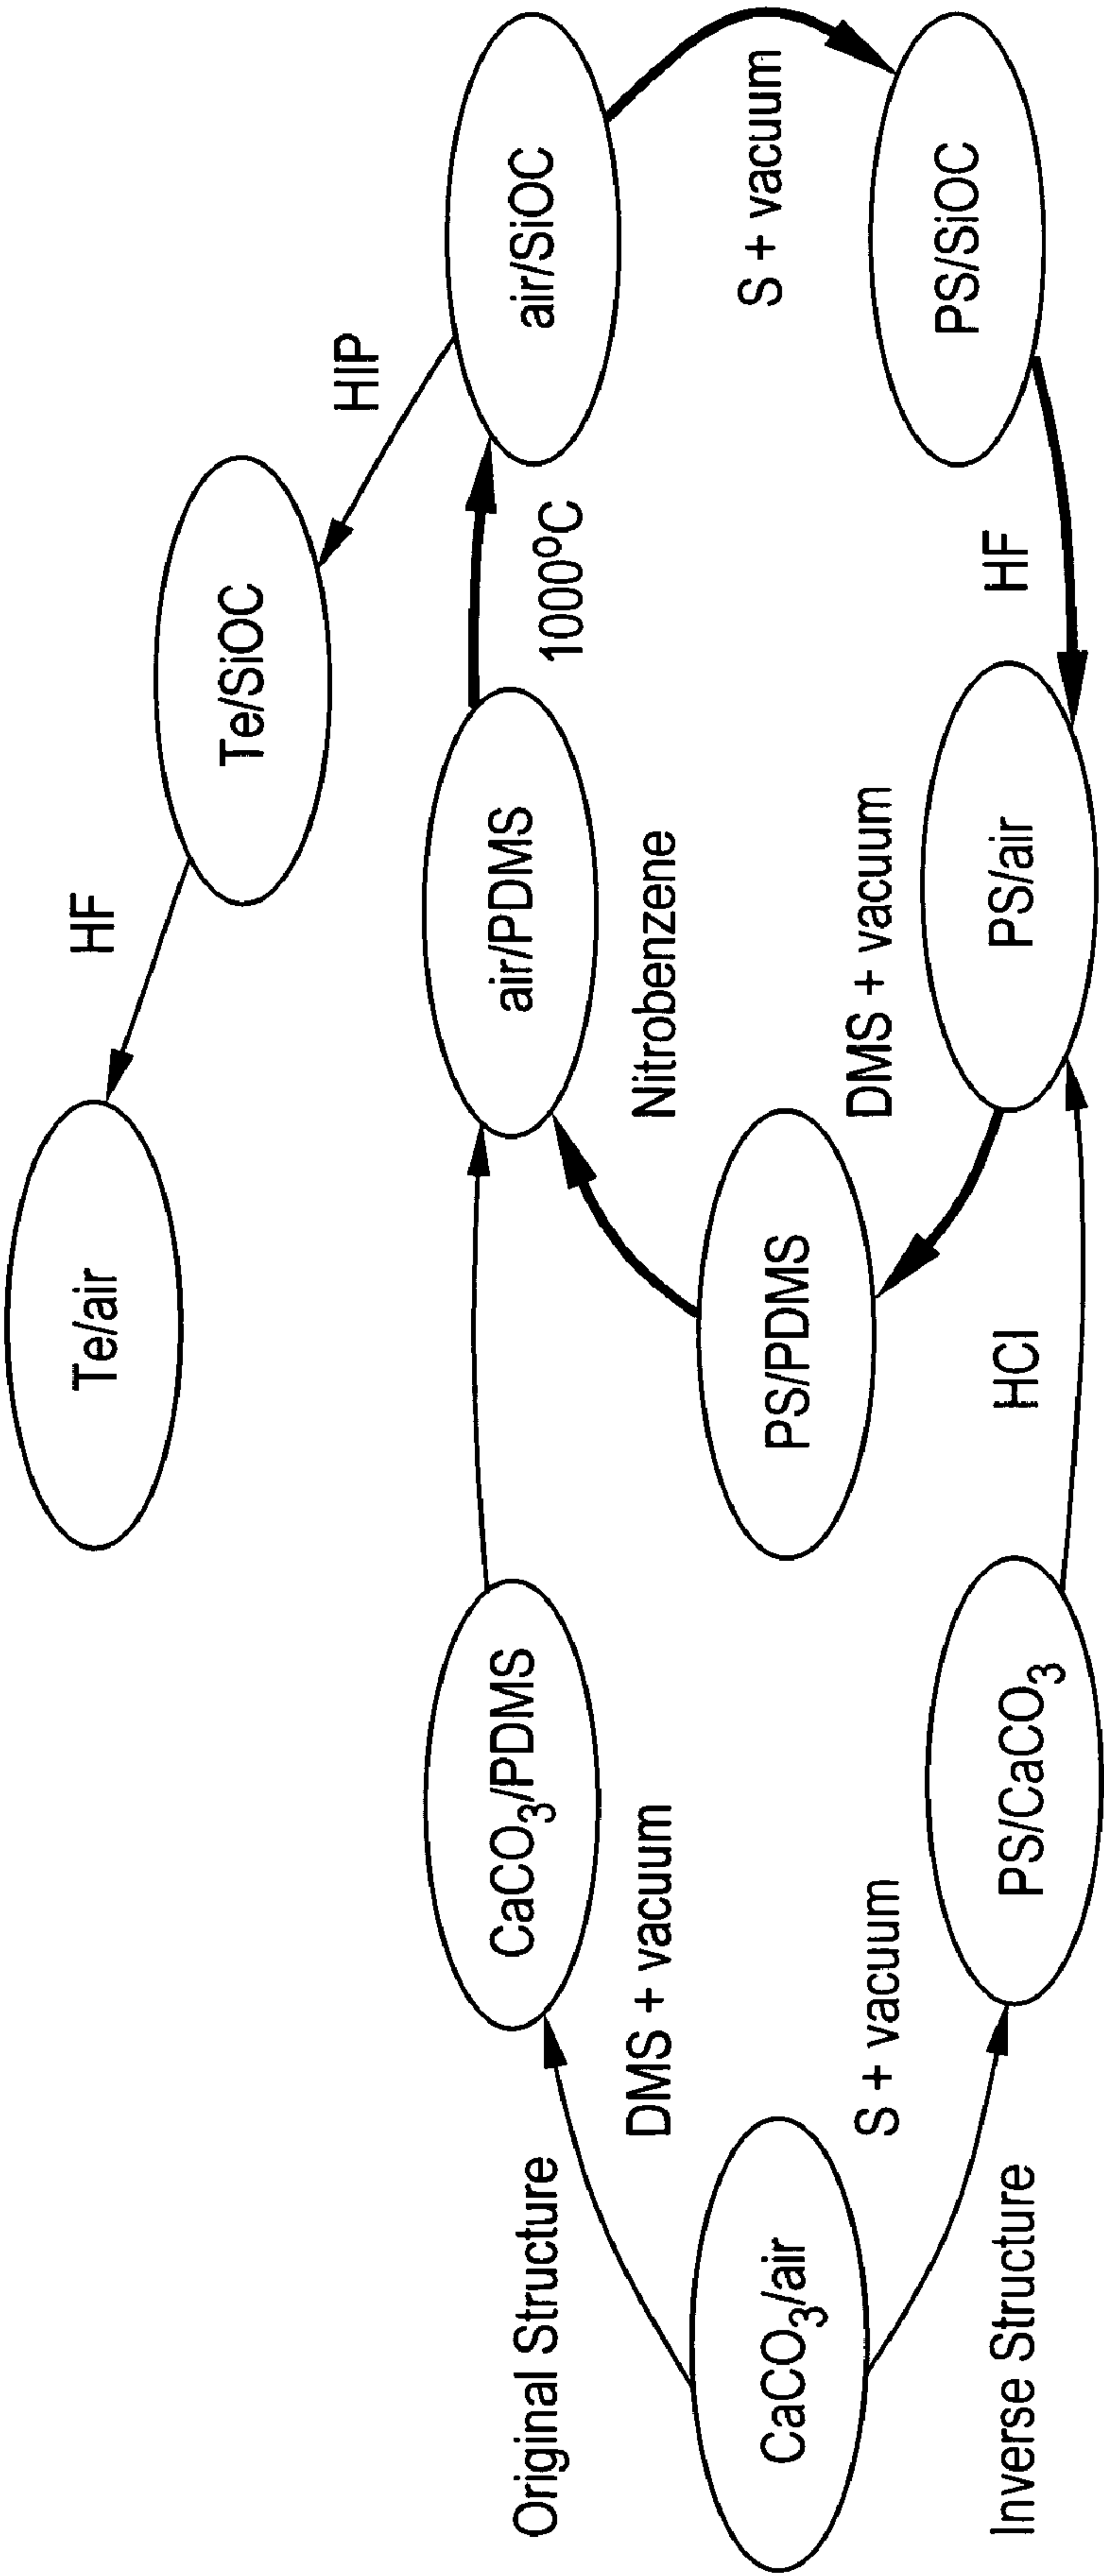 Te/air
HF
Te/SiOC
HIP
Original Structure
CaCO₃/PDMS
air/PDMS
1000ºC
air/SiOC
DMS + vacuum
Nitrobenzene
CaCO₃/air
PS/PDMS
S + vacuum
S + vacuum
DMS + vacuum
Inverse Structure
PS/CaCO₃
HCl
PS/air
HF
PS/SiOC